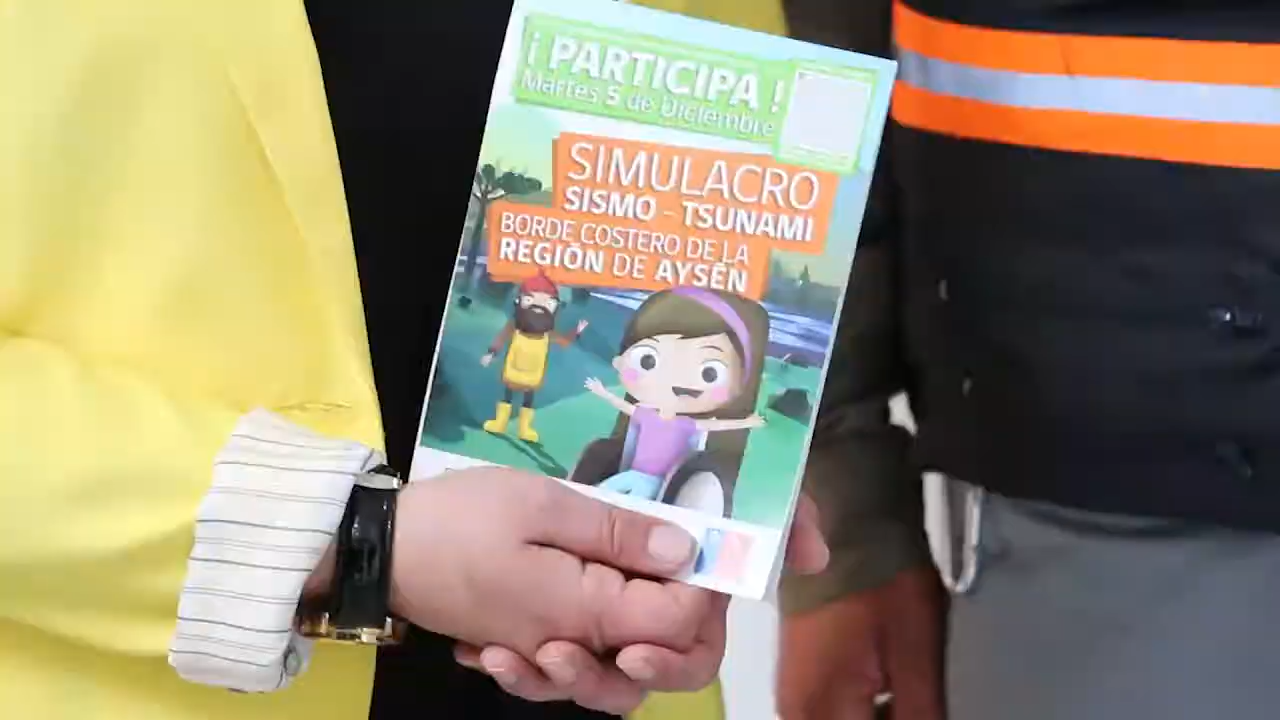 ¡ PARTICIPA !
Martes 5 de Diciembre
SIMULACRO
SISMO - TSUNAMI
BORDE COSTERO DE LA
REGIÓN DE AYSÉN